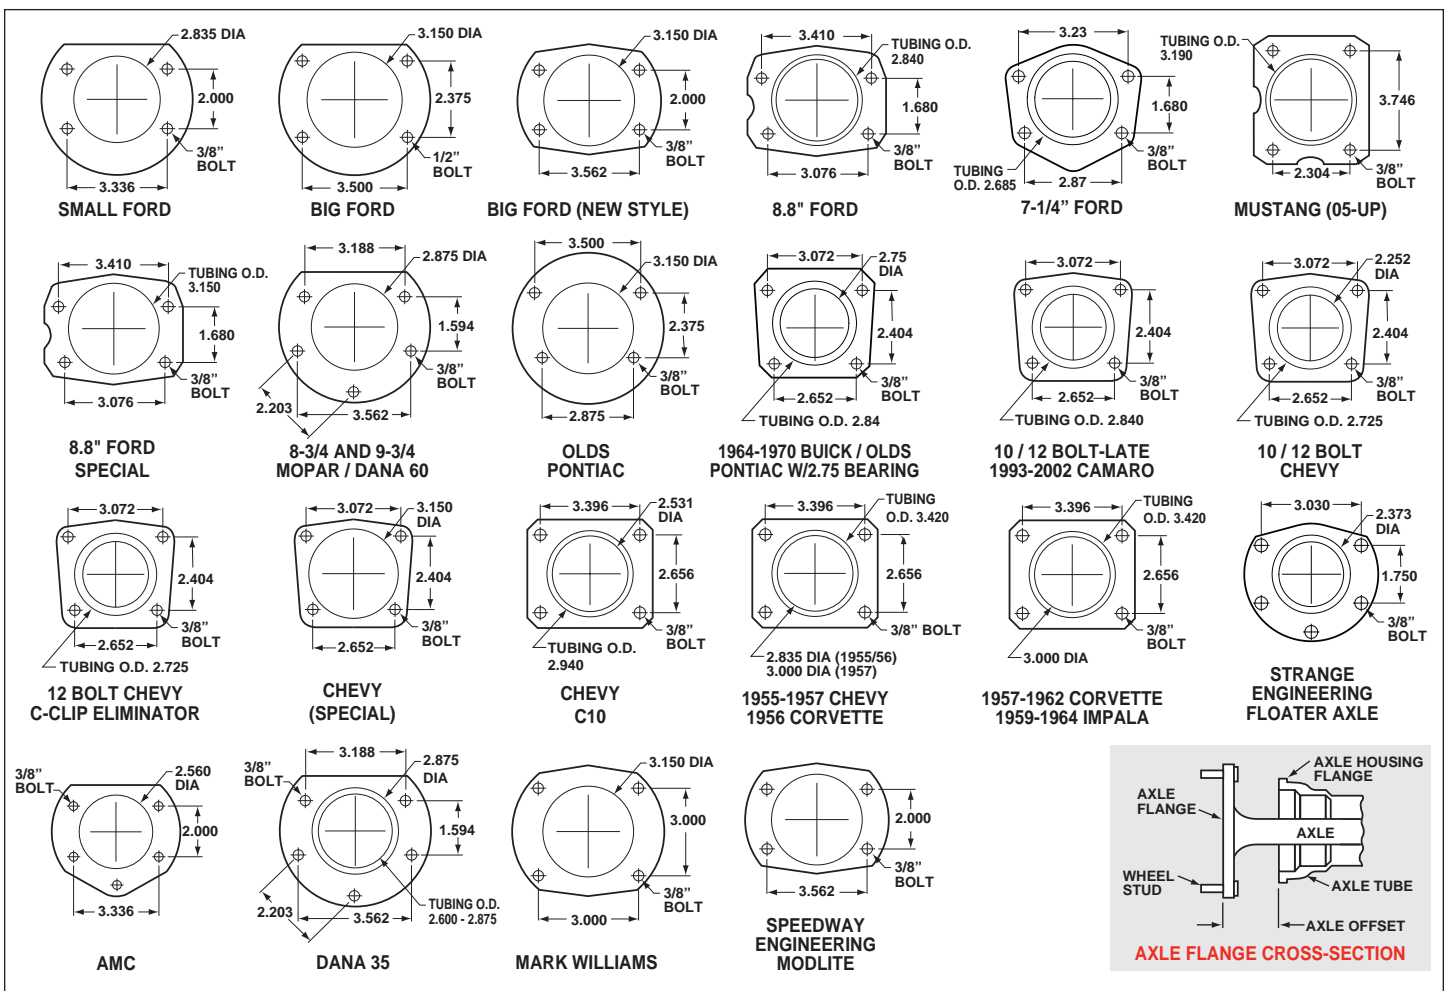 2.835 DIA
2.000
3/8”
BOLT
3.336
SMALL FORD
3.150 DIA
2.375
1/2”
BOLT
3.500
BIG FORD
3.150 DIA
2.000
3/8”
BOLT
3.562
BIG FORD (NEW STYLE)
3.410
TUBING O.D.
2.840
1.680
3/8”
BOLT
3.076
8.8" FORD
3.23
1.680
TUBING
O.D. 2.685
3/8”
BOLT
2.87
7-1/4” FORD
TUBING O.D.
3.190
3.746
3/8”
BOLT
2.304
MUSTANG (05-UP)
3.410
TUBING O.D.
3.150
1.680
3/8”
BOLT
3.076
8.8" FORD
SPECIAL
3.188
2.875 DIA
1.594
3/8”
BOLT
2.203
3.562
8-3/4 AND 9-3/4
MOPAR / DANA 60
3.500
3.150 DIA
2.375
3/8”
BOLT
2.875
OLDS
PONTIAC
3.072
2.75
DIA
2.404
3/8”
BOLT
2.652
TUBING O.D. 2.84
1964-1970 BUICK / OLDS
PONTIAC W/2.75 BEARING
3.072
2.404
3/8”
BOLT
2.652
TUBING O.D. 2.840
10 / 12 BOLT-LATE
1993-2002 CAMARO
3.072
2.252
DIA
2.404
3/8”
BOLT
2.652
TUBING O.D. 2.725
10 / 12 BOLT
CHEVY
3.072
2.404
3/8”
BOLT
2.652
TUBING O.D. 2.725
12 BOLT CHEVY
C-CLIP ELIMINATOR
3.072
3.150
DIA
2.404
3/8”
BOLT
2.652
CHEVY
(SPECIAL)
3.396
2.531
DIA
2.656
3/8”
BOLT
TUBING O.D.
2.940
CHEVY
C10
3.396
TUBING
O.D. 3.420
2.656
3/8” BOLT
2.835 DIA (1955/56)
3.000 DIA (1957)
1955-1957 CHEVY
1956 CORVETTE
3.396
TUBING
O.D. 3.420
2.656
3/8”
BOLT
3.000 DIA
1957-1962 CORVETTE
1959-1964 IMPALA
3.030
2.373
DIA
1.750
3/8”
BOLT
STRANGE
ENGINEERING
FLOATER AXLE
3/8”
BOLT
2.560
DIA
2.000
3.336
AMC
3/8”
BOLT
3.188
2.875
DIA
1.594
2.203
3.562
TUBING O.D.
2.600 - 2.875
DANA 35
3.150 DIA
3.000
3/8”
BOLT
3.000
MARK WILLIAMS
2.000
3/8”
BOLT
3.562
SPEEDWAY
ENGINEERING
MODLITE
AXLE HOUSING
FLANGE
AXLE
FLANGE
AXLE
WHEEL
STUD
AXLE TUBE
AXLE OFFSET
AXLE FLANGE CROSS-SECTION